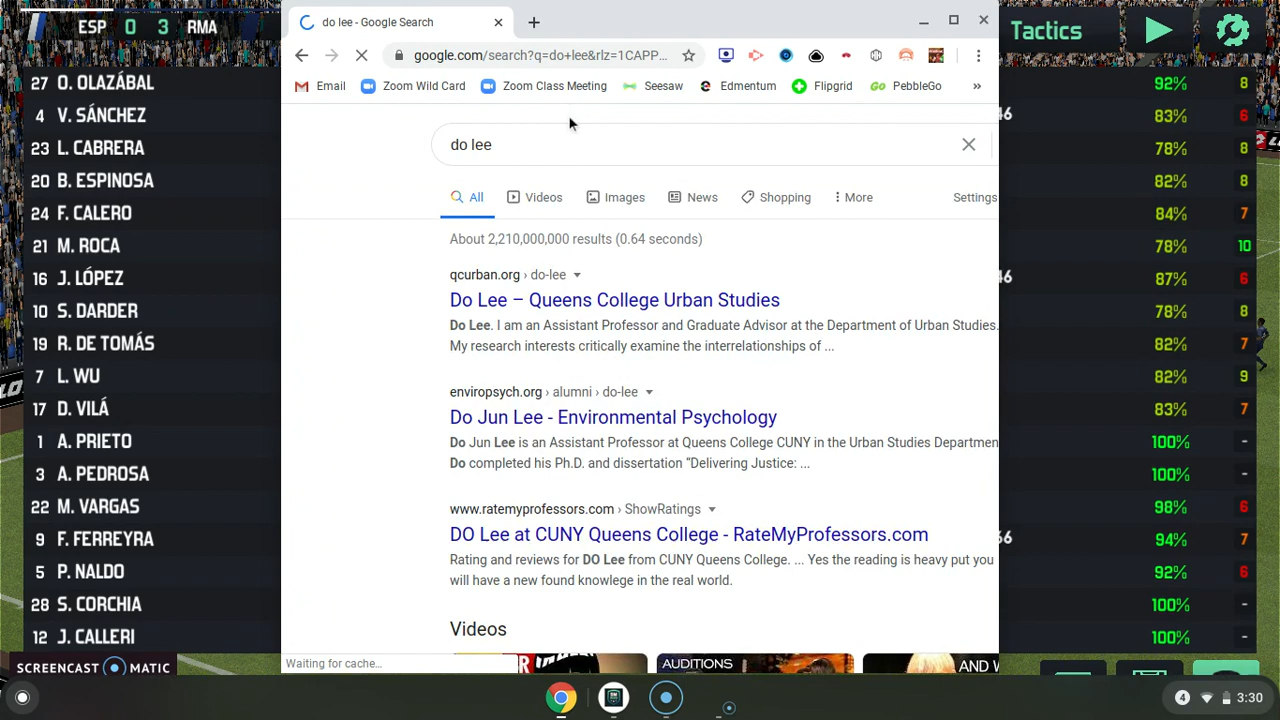 ESP 0 3 RMA
Tactics
do lee - Google Search
google.com/search?q=do+lee&rlz=1CAPP...
Email
Zoom Wild Card
Zoom Class Meeting
Seesaw
Edmentum
Flipgrid
PebbleGo
»
do lee
All
Videos
Images
News
Shopping
More
Settings
About 2,210,000,000 results (0.64 seconds)
qcurban.org › do-lee
Do Lee – Queens College Urban Studies
Do Lee. I am an Assistant Professor and Graduate Advisor at the Department of Urban Studies.
My research interests critically examine the interrelationships of ...
enviropsych.org › alumni › do-lee
Do Jun Lee - Environmental Psychology
Do Jun Lee is an Assistant Professor at Queens College CUNY in the Urban Studies Departmen
Do completed his Ph.D. and dissertation “Delivering Justice: ...
www.ratemyprofessors.com › ShowRatings
DO Lee at CUNY Queens College - RateMyProfessors.com
Rating and reviews for DO Lee from CUNY Queens College. ... Yes the reading is heavy put you
will have a new found knowlege in the real world.
Videos
AUDITIONS
AND W
Waiting for cache...
27 O. OLAZÁBAL 92% 8
4 V. SÁNCHEZ 46 83% 6
23 L. CABRERA 78% 8
20 B. ESPINOSA 82% 8
24 F. CALERO 84% 7
21 M. ROCA 78% 10
16 J. LÓPEZ 46 87% 6
10 S. DARDER 78% 8
19 R. DE TOMÁS 82% 7
7 L. WU 82% 9
17 D. VILÁ 83% 7
1 A. PRIETO 100% -
3 A. PEDROSA 100% -
22 M. VARGAS 98% 6
9 F. FERREYRA 66 94% 7
5 P. NALDO 92% 6
28 S. CORCHIA 100% -
12 J. CALLERI 100% -
SCREENCAST MATIC
4 3:30